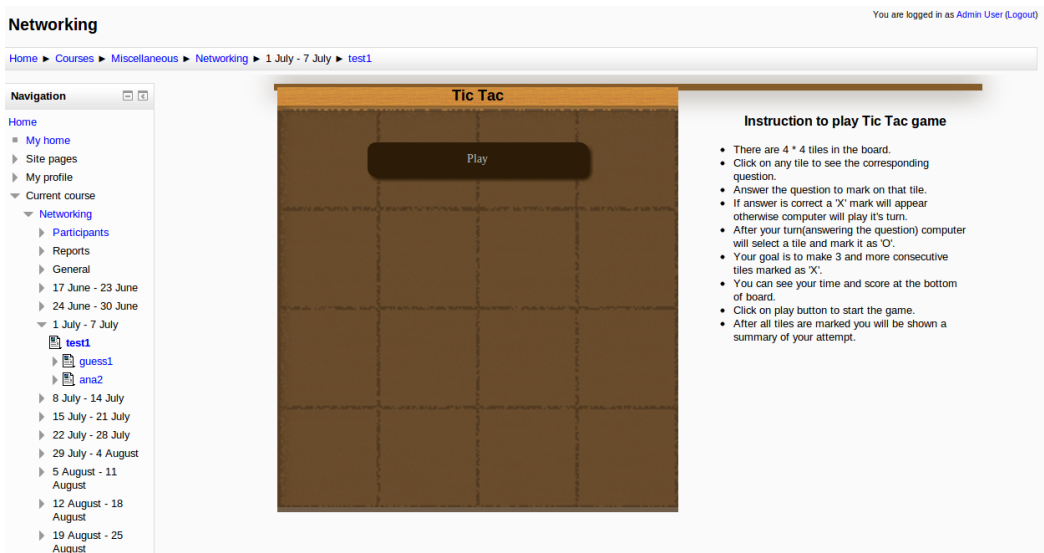 You are logged in as Admin User (Logout)
Networking
Home ► Courses ► Miscellaneous ► Networking ► 1 July - 7 July ► test1
Navigation
Home
My home
Site pages
My profile
Current course
Networking
Participants
Reports
General
17 June - 23 June
24 June - 30 June
1 July - 7 July
test1
guess1
ana2
8 July - 14 July
15 July - 21 July
22 July - 28 July
29 July - 4 August
5 August - 11
August
12 August - 18
August
19 August - 25
August
Tic Tac
Play
Instruction to play Tic Tac game
There are 4 * 4 tiles in the board.
Click on any tile to see the corresponding
question.
Answer the question to mark on that tile.
If answer is correct a 'X' mark will appear
otherwise computer will play it's turn.
After your turn(answering the question) computer
will select a tile and mark it as 'O'.
Your goal is to make 3 and more consecutive
tiles marked as 'X'.
You can see your time and score at the bottom
of board.
Click on play button to start the game.
After all tiles are marked you will be shown a
summary of your attempt.